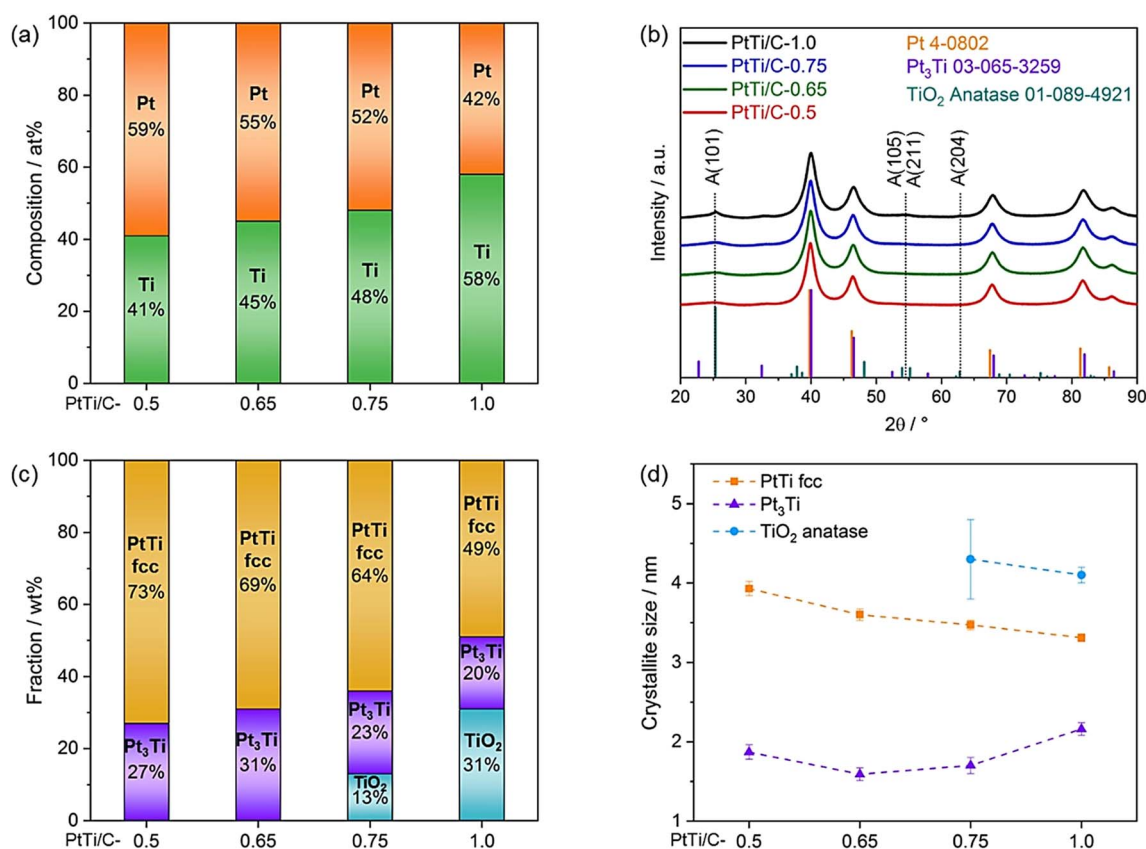 (a)
Composition / at%
100
80
60
40
20
0
Pt
59%
Ti
41%
Pt
55%
Ti
45%
Pt
52%
Ti
48%
Pt
42%
Ti
58%
PtTi/C- 0.5 0.65 0.75 1.0
(b)
PtTi/C-1.0
PtTi/C-0.75
PtTi/C-0.65
PtTi/C-0.5
Pt 4-0802
Pt₃Ti 03-065-3259
TiO₂ Anatase 01-089-4921
A(101)
A(105)
A(211)
A(204)
Intensity / a.u.
20 30 40 50 60 70 80 90
2θ / °
(c)
Fraction / wt%
100
80
60
40
20
0
PtTi
fcc
73%
Pt₃Ti
27%
PtTi
fcc
69%
Pt₃Ti
31%
PtTi
fcc
64%
Pt₃Ti
23%
TiO₂
13%
PtTi
fcc
49%
Pt₃Ti
20%
TiO₂
31%
PtTi/C- 0.5 0.65 0.75 1.0
(d)
PtTi fcc
Pt₃Ti
TiO₂ anatase
Crystallite size / nm
5
4
3
2
1
PtTi/C- 0.5 0.65 0.75 1.0